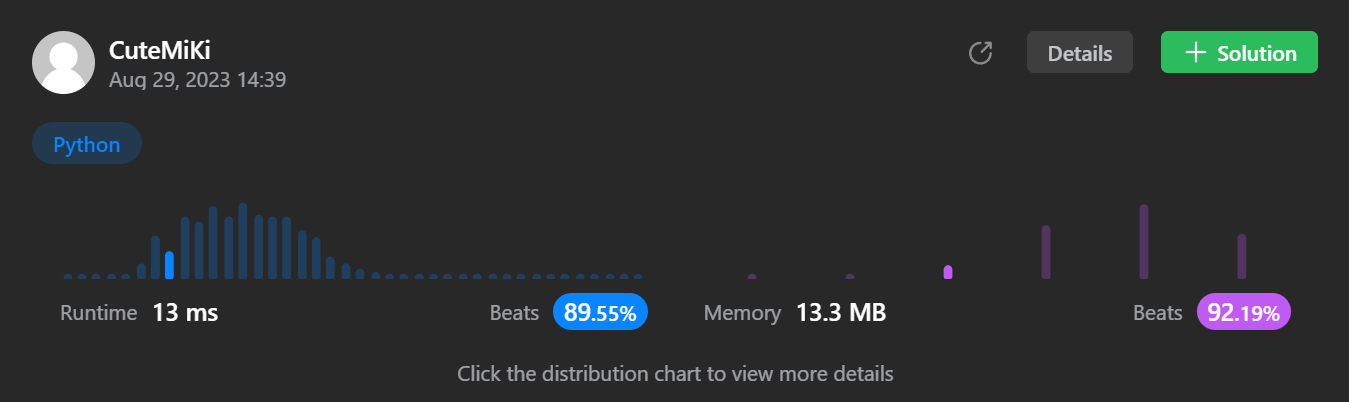 CuteMiKi
Aug 29, 2023 14:39
Details
Solution
Python
Runtime 13 ms Beats 89.55% Memory 13.3 MB Beats 92.19%
Click the distribution chart to view more details